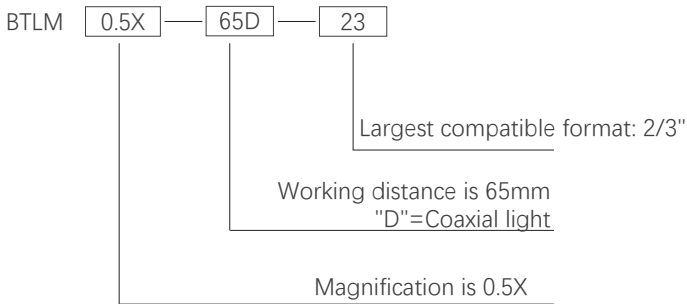 BTLM 0.5X — 65D — 23
Largest compatible format: 2/3"
Working distance is 65mm
"D"=Coaxial light
Magnification is 0.5X